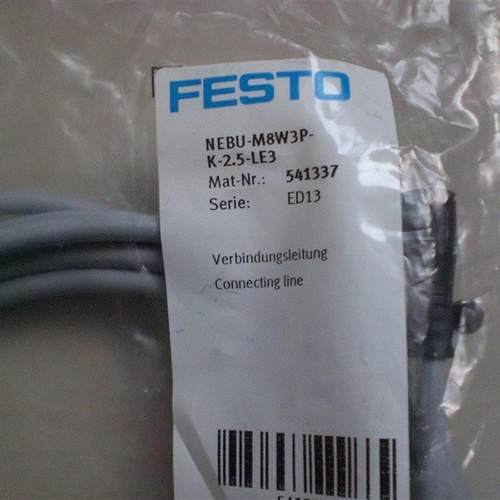 FESTO
NEBU-M8W3P-
K-2.5-LE3
Mat-Nr.: 541337
Serie: ED13
Verbindungsleitung
Connecting line